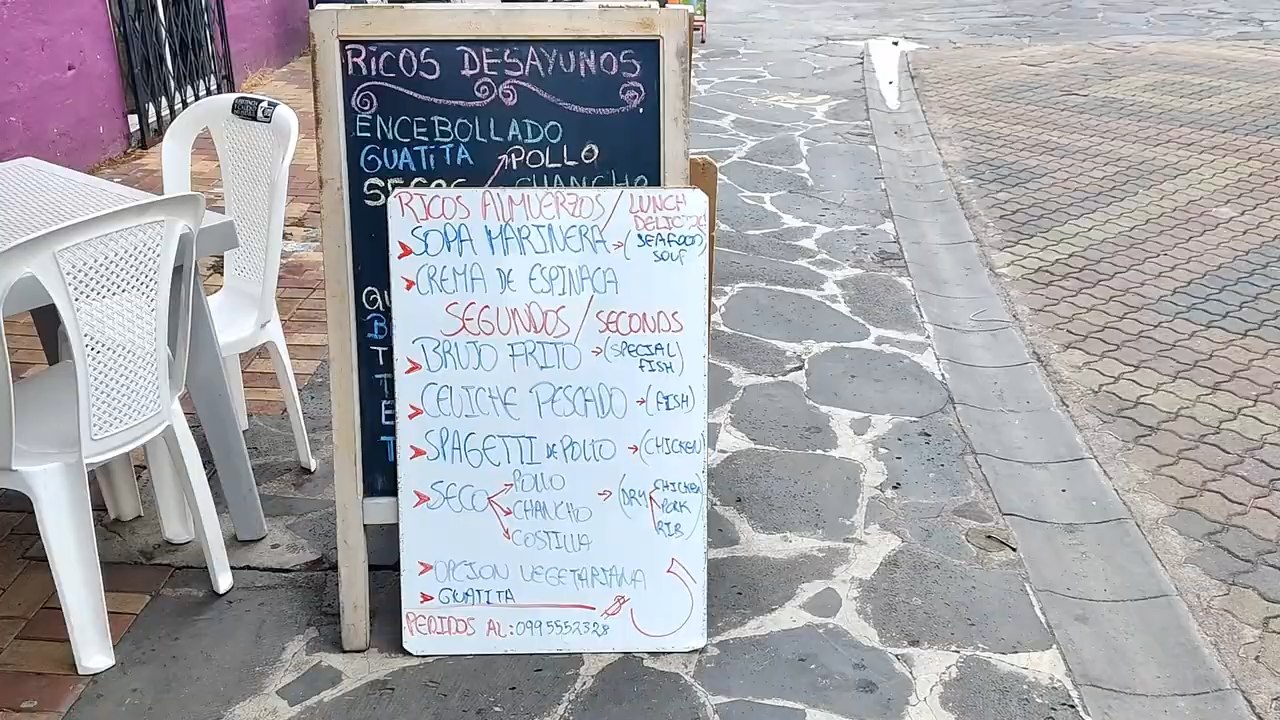 RICOS DESAYUNOS
ENCEBOLLADO
GUATITA
POLLO
SECOS CHANCHO
RICOS ALMUERZOS / LUNCH
SOPA MARINERA (SEAFOOD
SOUP)
CREMA DE ESPINACA
SEGUNDOS / SECONDS
BRUJO FRITO (SPECIAL
FISH)
CEVICHE PESCADO (FISH)
SPAGETTI DE POLLO (CHICKEN)
SECO POLLO CHANCHO COSTILLA (DRY CHICKEN PORK RIB)
OPCION VEGETARIANA
GUATITA
PEDIDOS AL: 0995552328